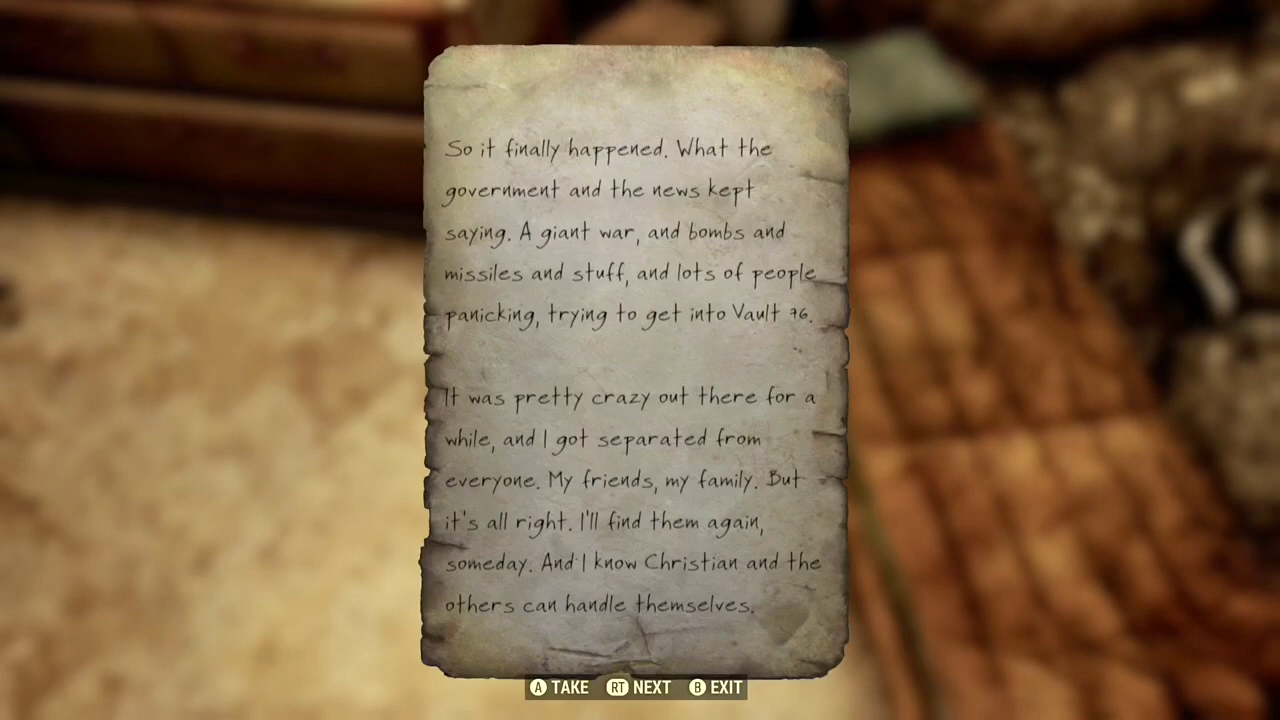 So it finally happened. What the
government and the news kept
saying. A giant war, and bombs and
missiles and stuff, and lots of people
panicking, trying to get into Vault 76.
It was pretty crazy out there for a
while, and I got separated from
everyone. My friends, my family. But
it's all right. I'll find them again,
someday. And I know Christian and the
others can handle themselves.
A TAKE RT NEXT B EXIT